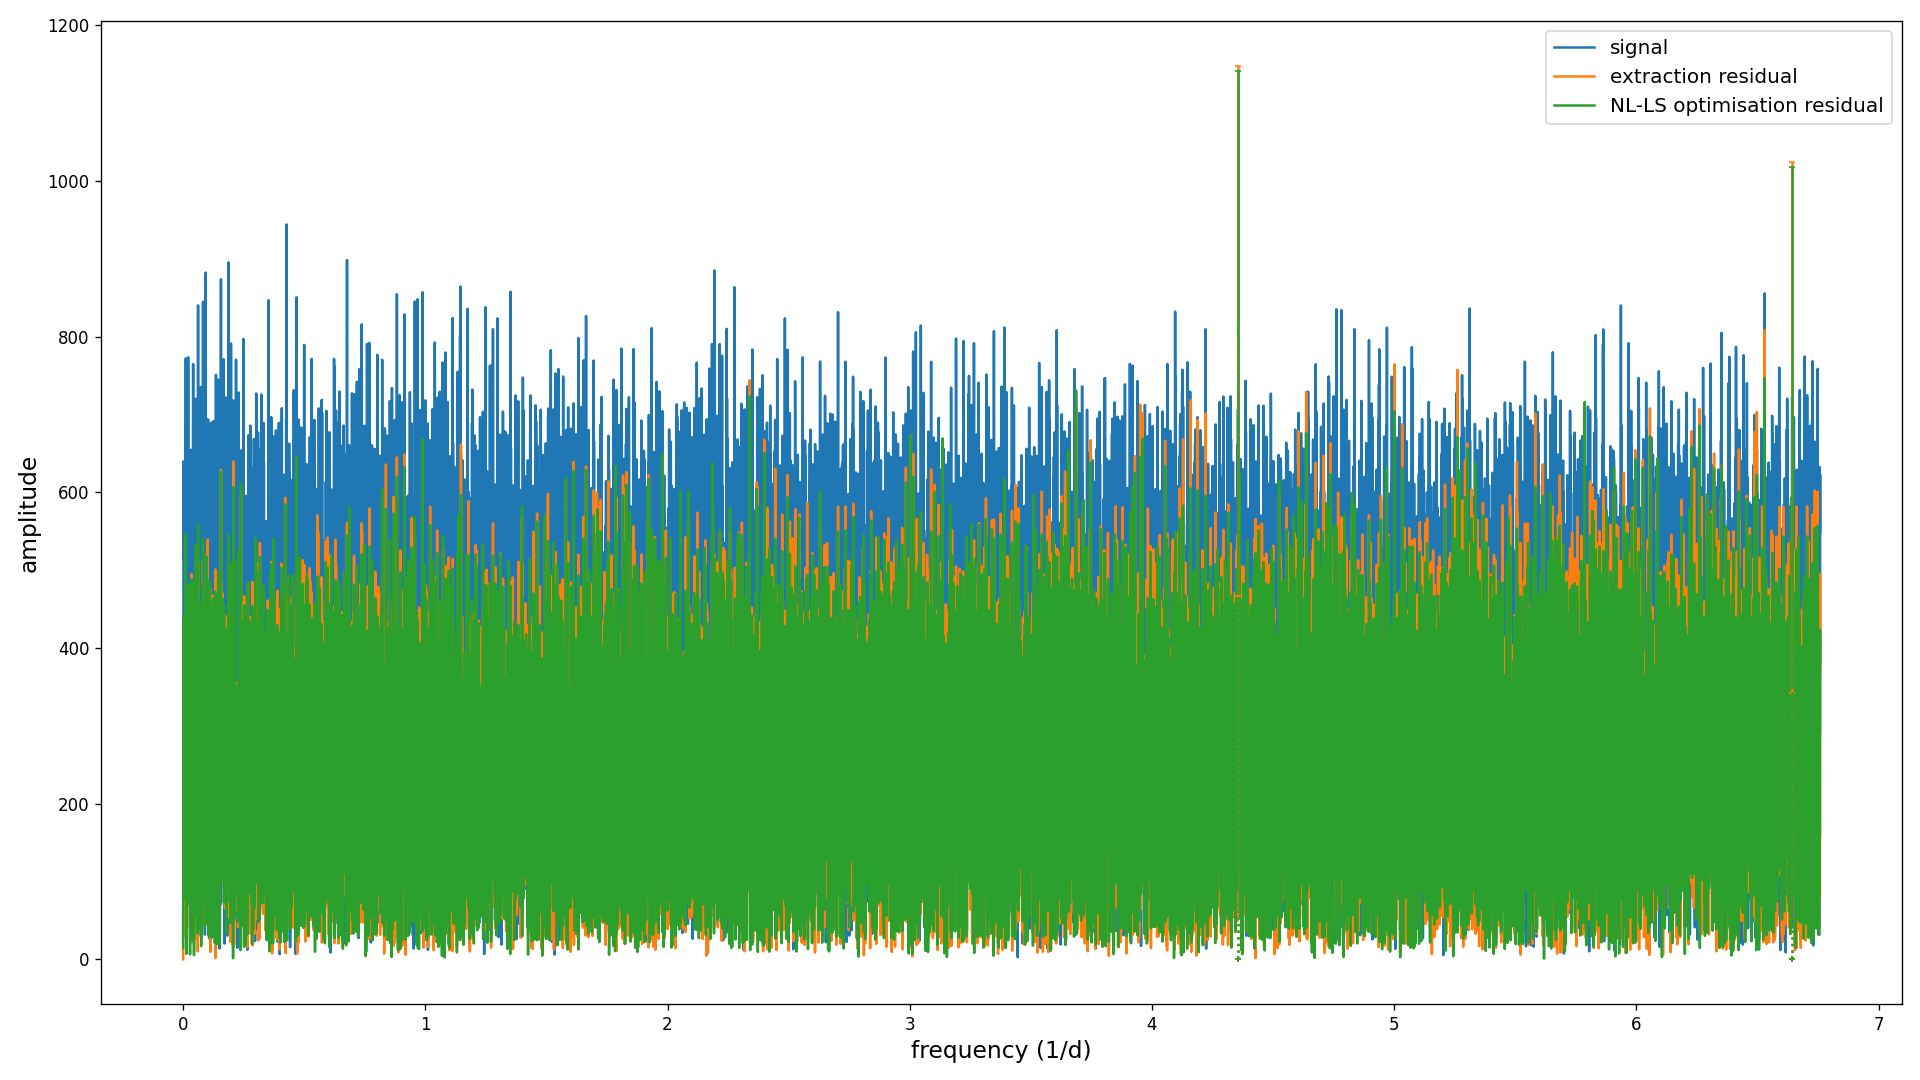 1200
1000
800
600
400
200
0
amplitude
signal
extraction residual
NL-LS optimisation residual
0 1 2 3 4 5 6 7
frequency (1/d)